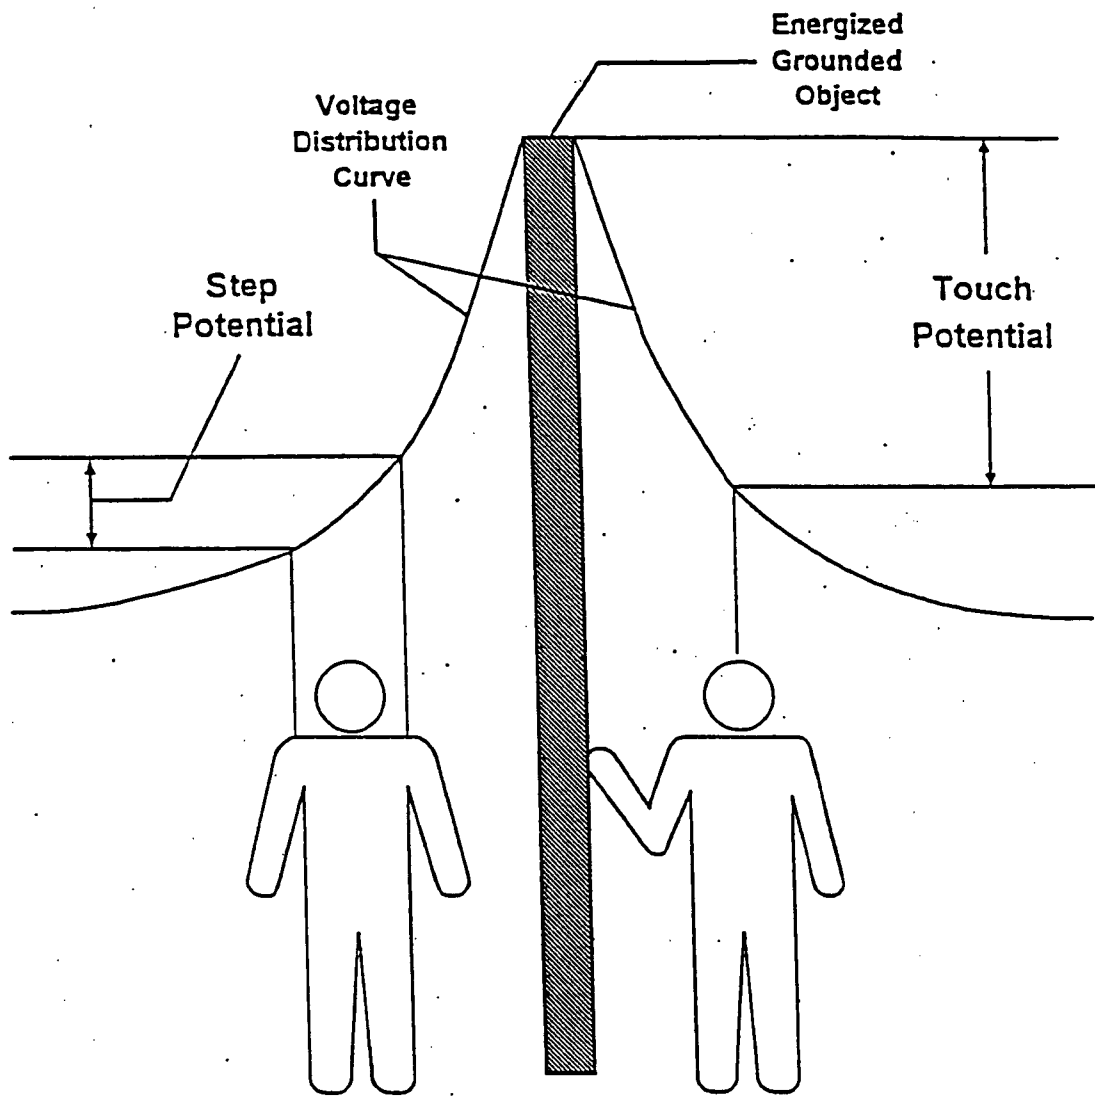 Energized
Grounded
Object
Voltage
Distribution
Curve
Step
Potential
Touch
Potential